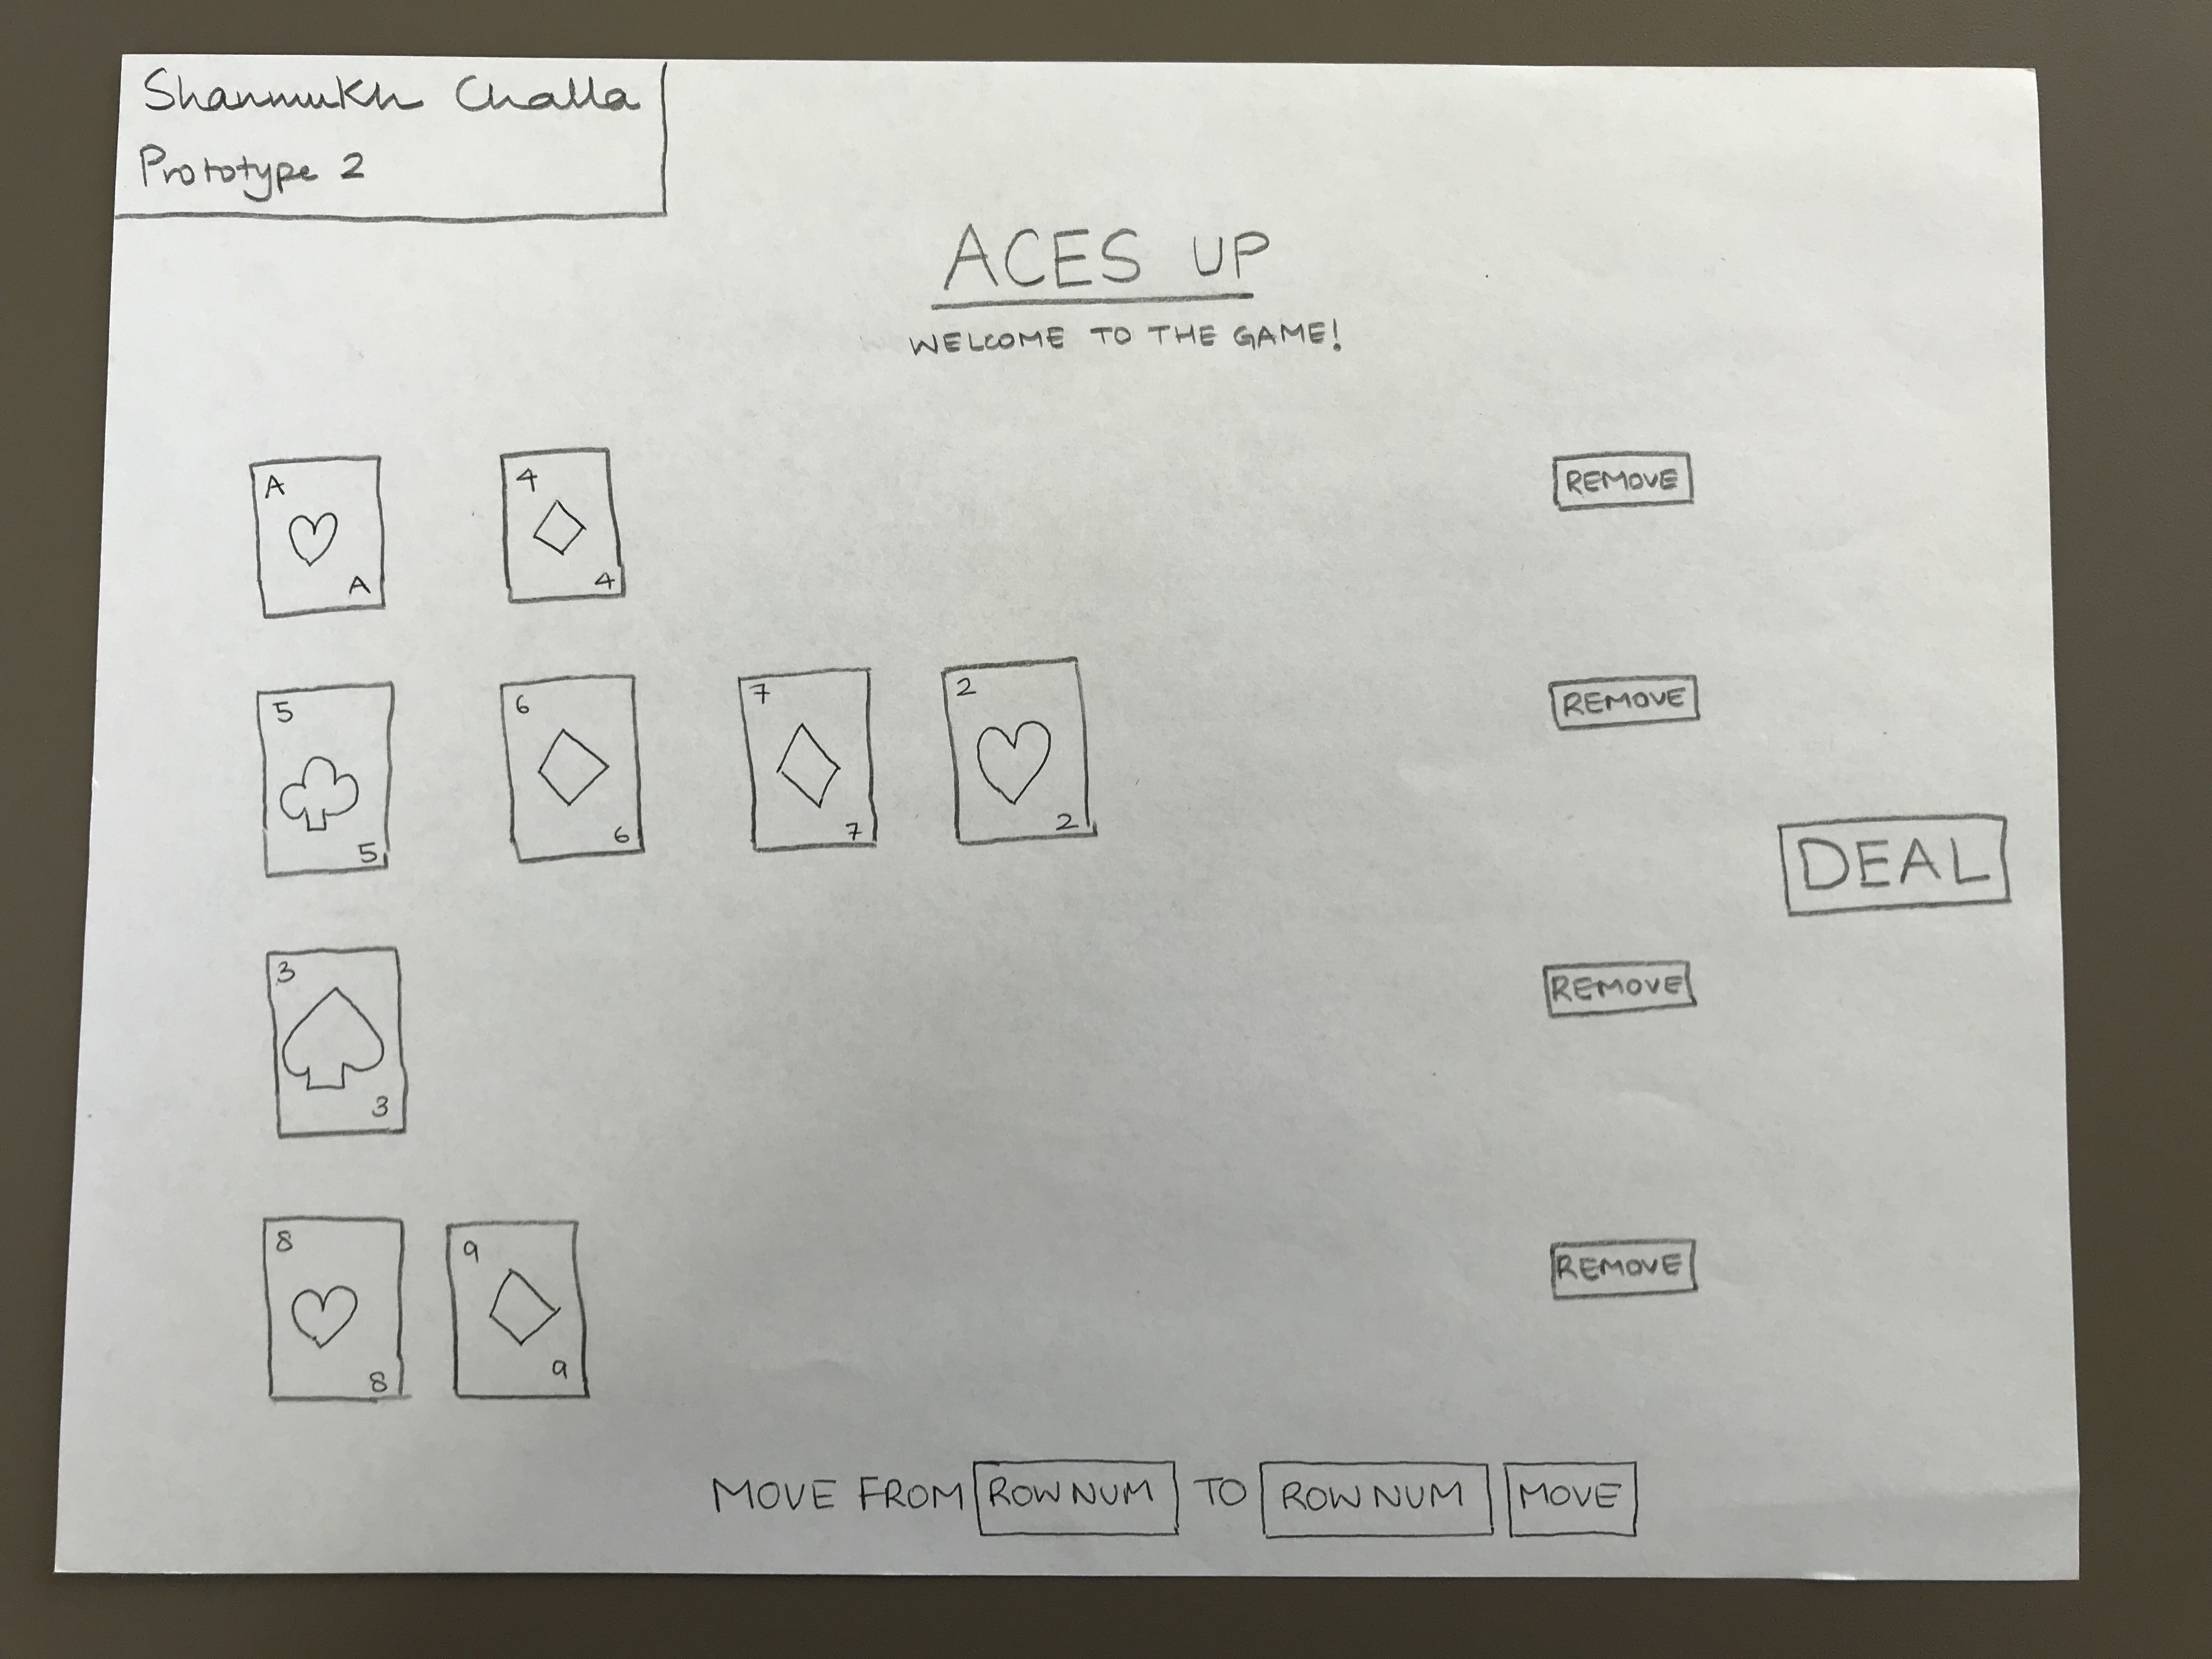 Shanmukh Challa
Prototype 2
ACES UP
WELCOME TO THE GAME!
A 4
A 4
REMOVE
5 6 7 2
5 6 7 2
REMOVE
DEAL
3
3
REMOVE
8 9
8 9
REMOVE
MOVE FROM ROW NUM TO ROW NUM MOVE